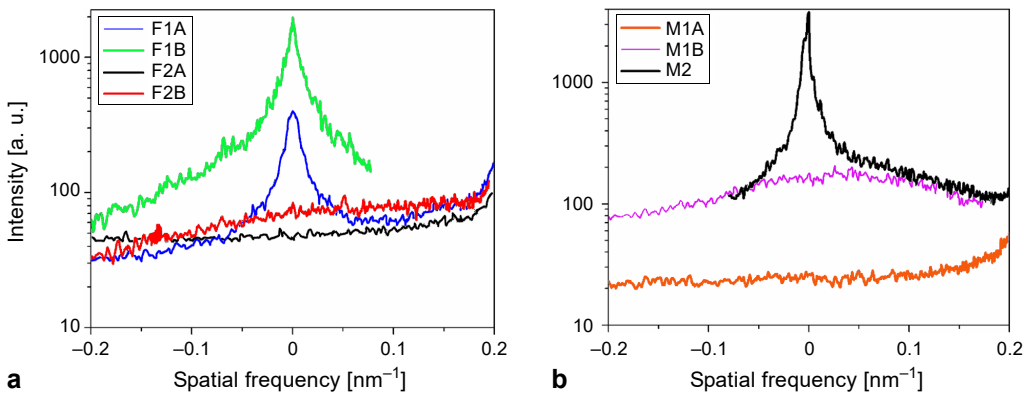 F1A
F1B
F2A
F2B
1000
100
10
Intensity [a. u.]
–0.2
–0.1
0
0.1
0.2
Spatial frequency [nm–1]
a
M1A
M1B
M2
1000
100
10
–0.2
–0.1
0
0.1
0.2
Spatial frequency [nm–1]
b